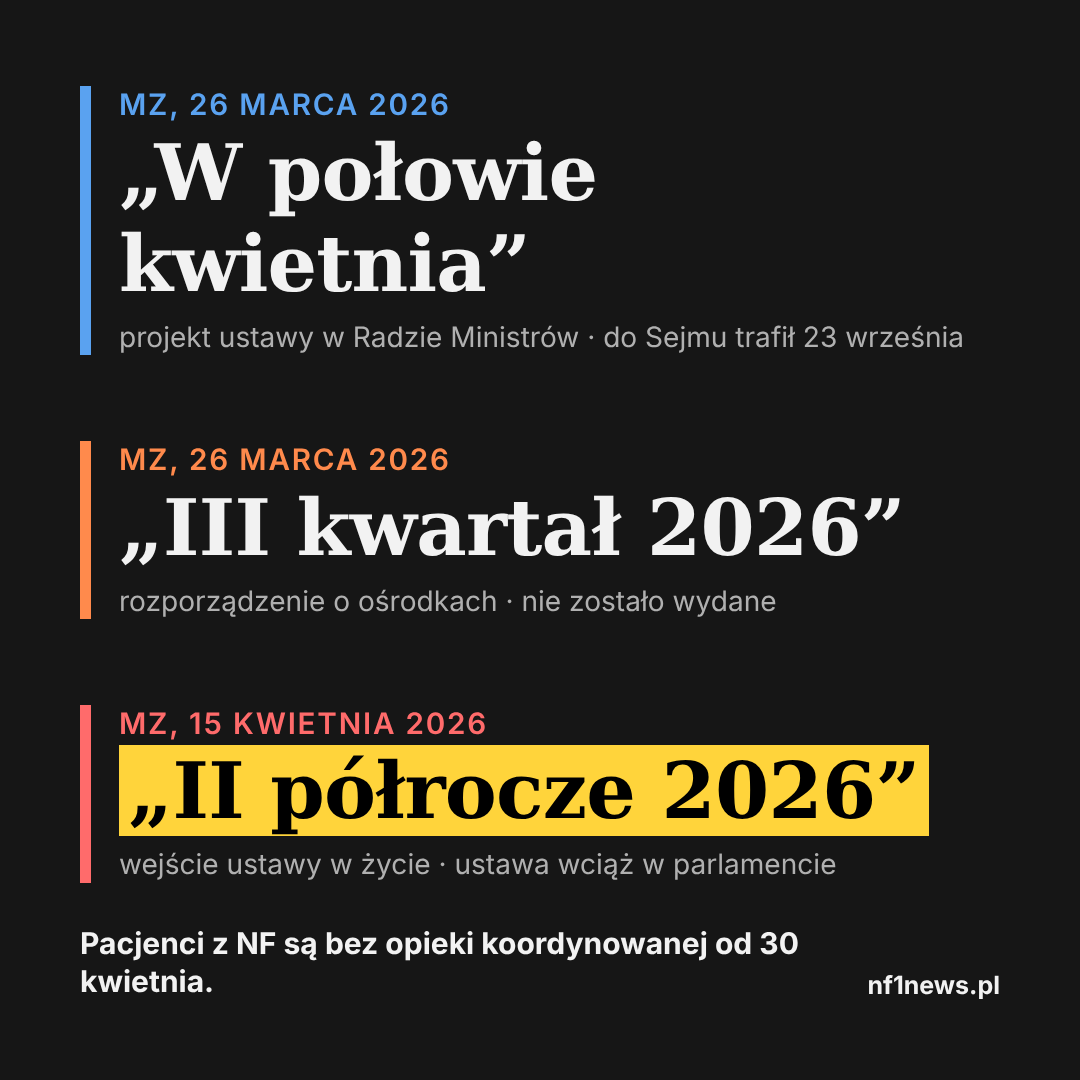 MZ, 26 MARCA 2026
„W połowie
kwietnia”
projekt ustawy w Radzie Ministrów · do Sejmu trafił 23 września
MZ, 26 MARCA 2026
„III kwartał 2026”
rozporządzenie o ośrodkach · nie zostało wydane
MZ, 15 KWIETNIA 2026
„II półrocze 2026”
wejście ustawy w życie · ustawa wciąż w parlamencie
Pacjenci z NF są bez opieki koordynowanej od 30
kwietnia.
nf1news.pl